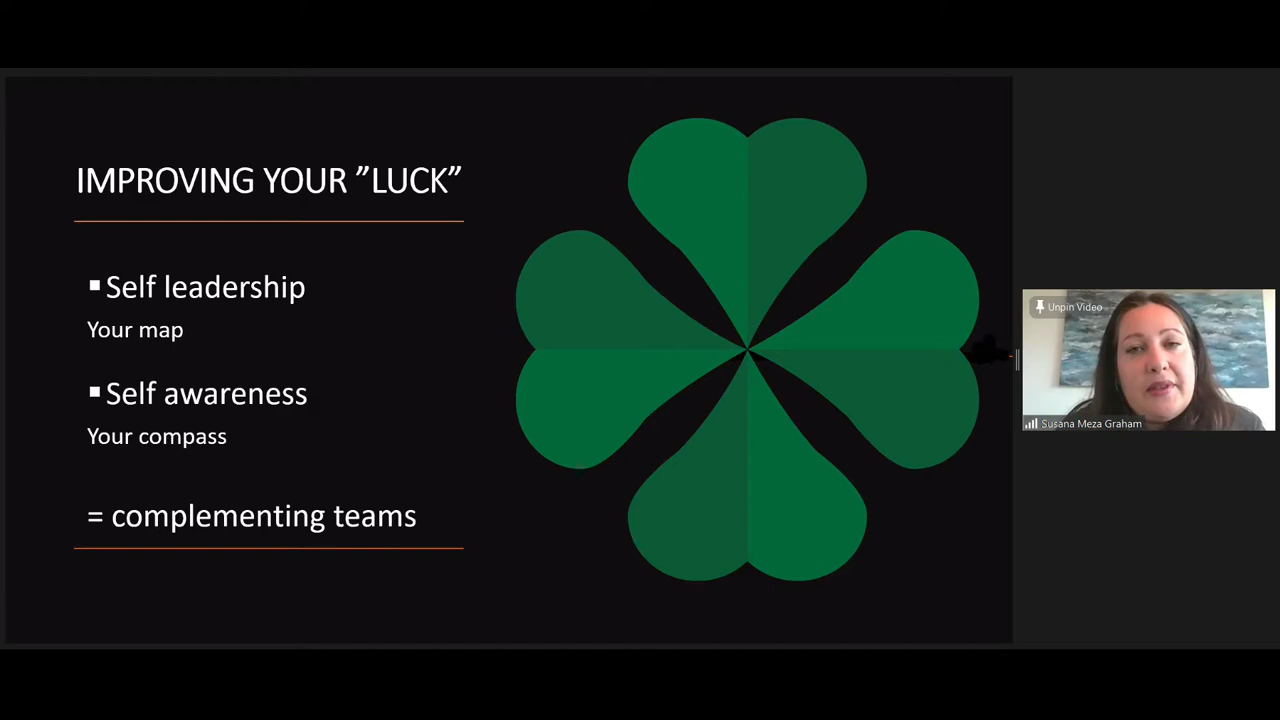 IMPROVING YOUR ”LUCK”
▪ Self leadership
Your map
▪ Self awareness
Your compass
= complementing teams
Unpin Video
Susana Meza Graham